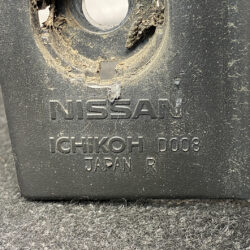 NISSAN
ICHIKOH D008
JAPAN R